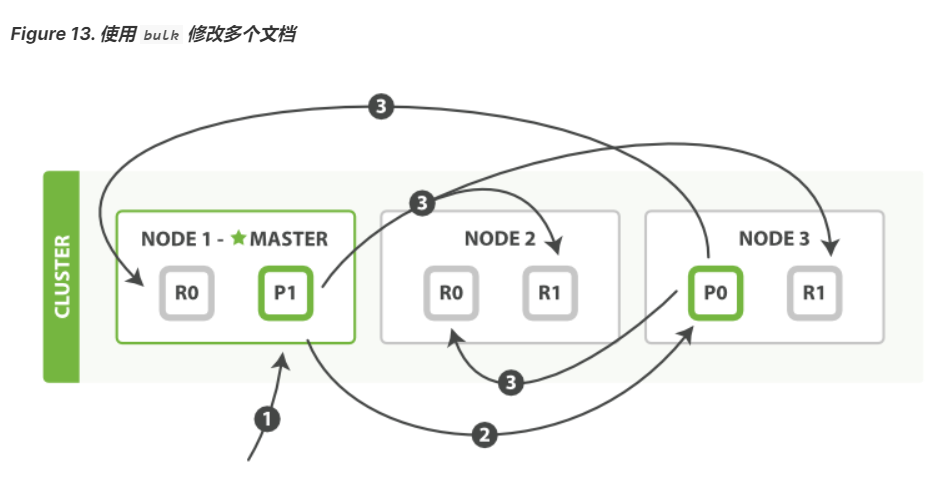 Figure 13. 使用 bulk 修改多个文档
3
3
CLUSTER
NODE 1 - ★ MASTER
R0
P1
NODE 2
R0
R1
NODE 3
P0
R1
3
1
2